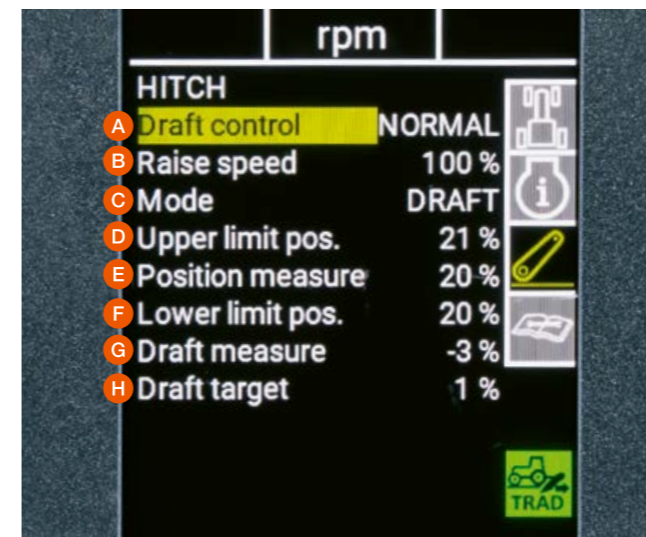 rpm
HITCH
A Draft control NORMAL
B Raise speed 100 %
C Mode DRAFT
D Upper limit pos. 21 %
E Position measure 20 %
F Lower limit pos. 20 %
G Draft measure -3 %
H Draft target 1 %
i
TRAD